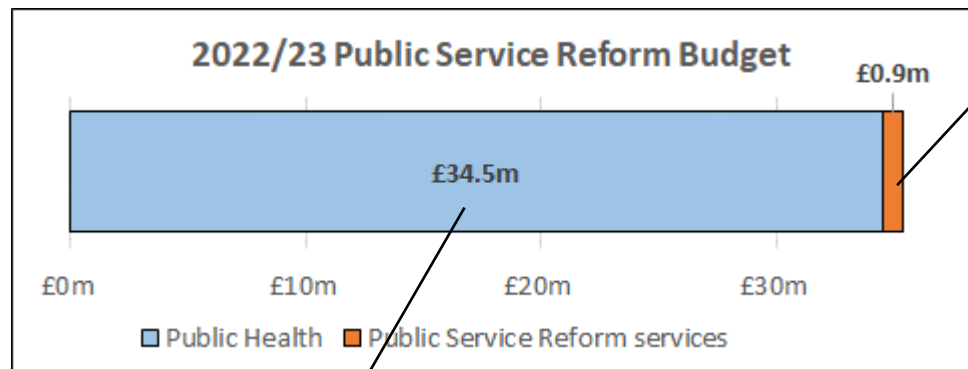 2022/23 Public Service Reform Budget
£0.9m
£34.5m
£0m £10m £20m £30m
Public Health Public Service Reform services